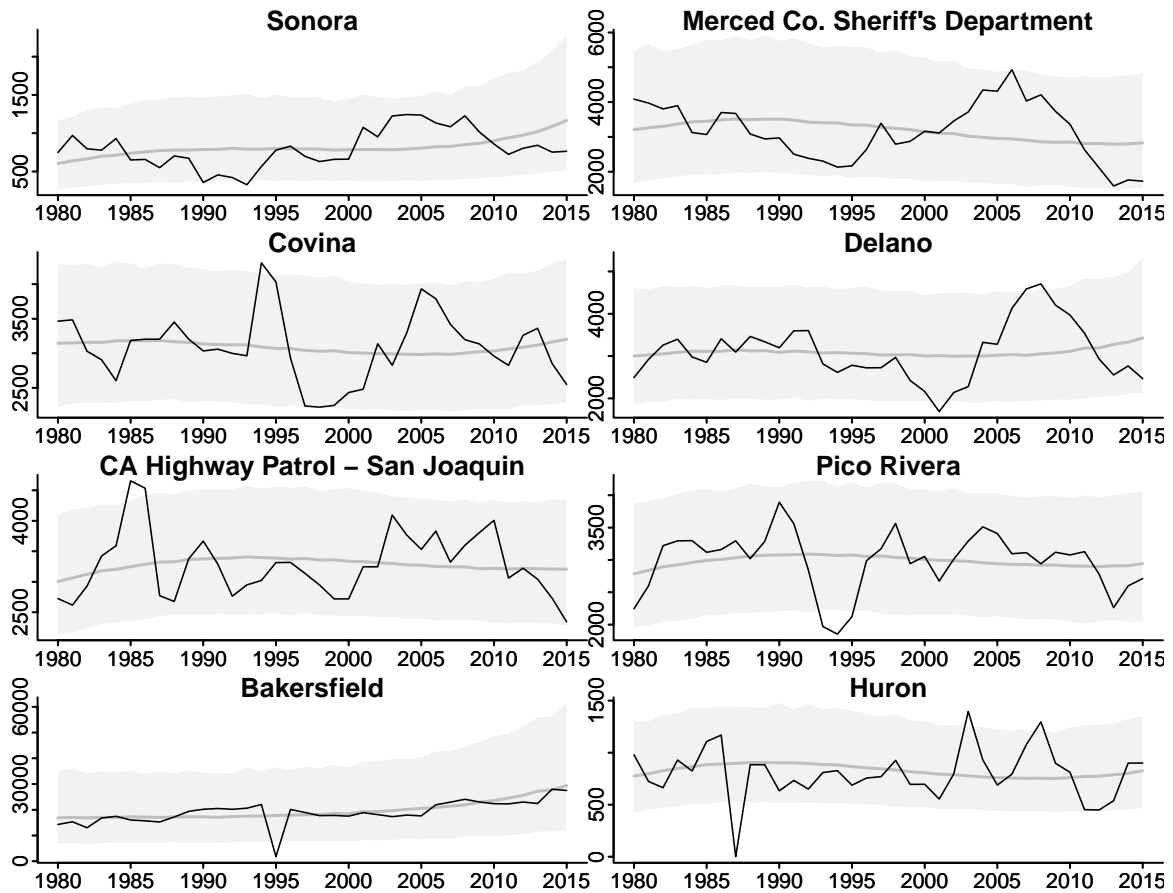 Sonora
500
1500
1980 1985 1990 1995 2000 2005 2010 2015
Merced Co. Sheriff's Department
2000
4000
6000
1980 1985 1990 1995 2000 2005 2010 2015
Covina
2500
3500
1980 1985 1990 1995 2000 2005 2010 2015
Delano
2000
4000
1980 1985 1990 1995 2000 2005 2010 2015
CA Highway Patrol − San Joaquin
2500
4000
1980 1985 1990 1995 2000 2005 2010 2015
Pico Rivera
2000
3500
1980 1985 1990 1995 2000 2005 2010 2015
Bakersfield
0
30000
60000
1980 1985 1990 1995 2000 2005 2010 2015
Huron
0
500
1500
1980 1985 1990 1995 2000 2005 2010 2015